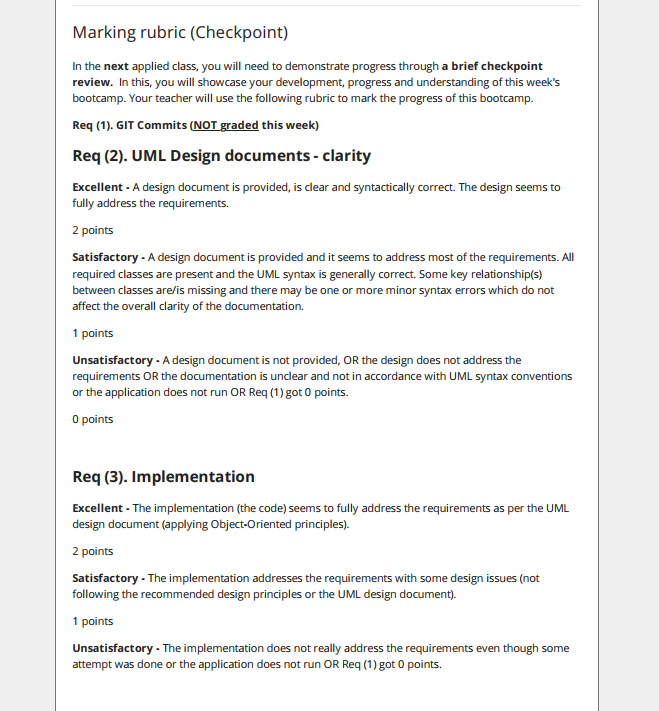 Marking rubric (Checkpoint)
In the next applied class, you will need to demonstrate progress through a brief checkpoint
review.  In this, you will showcase your development, progress and understanding of this week's
bootcamp. Your teacher will use the following rubric to mark the progress of this bootcamp.
Req (1). GIT Commits (NOT graded this week)
Req (2). UML Design documents - clarity
Excellent - A design document is provided, is clear and syntactically correct. The design seems to
fully address the requirements.
2 points
Satisfactory - A design document is provided and it seems to address most of the requirements. All
required classes are present and the UML syntax is generally correct. Some key relationship(s)
between classes are/is missing and there may be one or more minor syntax errors which do not
affect the overall clarity of the documentation.
1 points
Unsatisfactory - A design document is not provided, OR the design does not address the
requirements OR the documentation is unclear and not in accordance with UML syntax conventions
or the application does not run OR Req (1) got 0 points.
0 points
Req (3). Implementation
Excellent - The implementation (the code) seems to fully address the requirements as per the UML
design document (applying Object-Oriented principles).
2 points
Satisfactory - The implementation addresses the requirements with some design issues (not
following the recommended design principles or the UML design document).
1 points
Unsatisfactory - The implementation does not really address the requirements even though some
attempt was done or the application does not run OR Req (1) got 0 points.